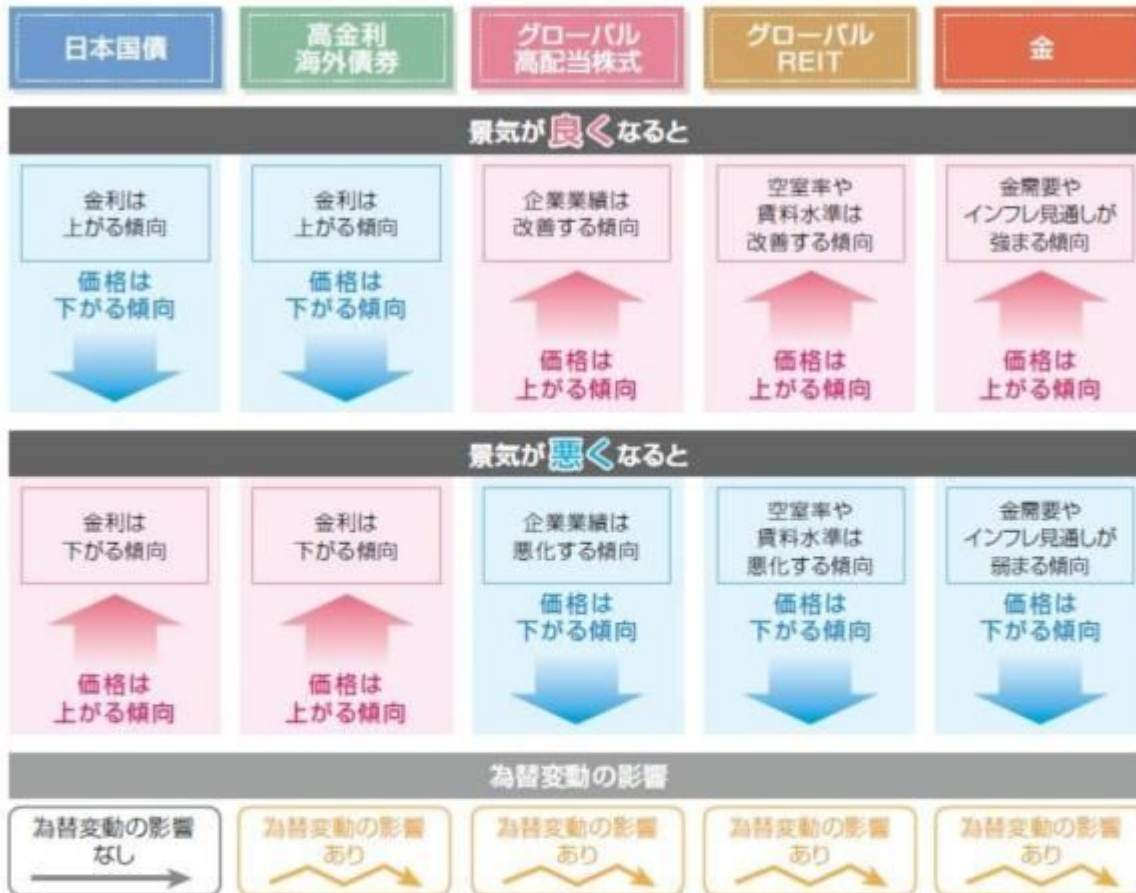 日本国債
高金利
海外債券
グローバル
高配当株式
グローバル
REIT
金
景気が良くなると
金利は
上がる傾向
価格は
下がる傾向
金利は
上がる傾向
価格は
下がる傾向
企業業績は
改善する傾向
価格は
上がる傾向
空室率や
賃料水準は
改善する傾向
価格は
上がる傾向
金需要や
インフレ見通しが
強まる傾向
価格は
上がる傾向
景気が悪くなると
金利は
下がる傾向
価格は
上がる傾向
金利は
下がる傾向
価格は
上がる傾向
企業業績は
悪化する傾向
価格は
下がる傾向
空室率や
賃料水準は
悪化する傾向
価格は
下がる傾向
金需要や
インフレ見通しが
弱まる傾向
価格は
下がる傾向
為替変動の影響
為替変動の影響
なし
為替変動の影響
あり
為替変動の影響
あり
為替変動の影響
あり
為替変動の影響
あり